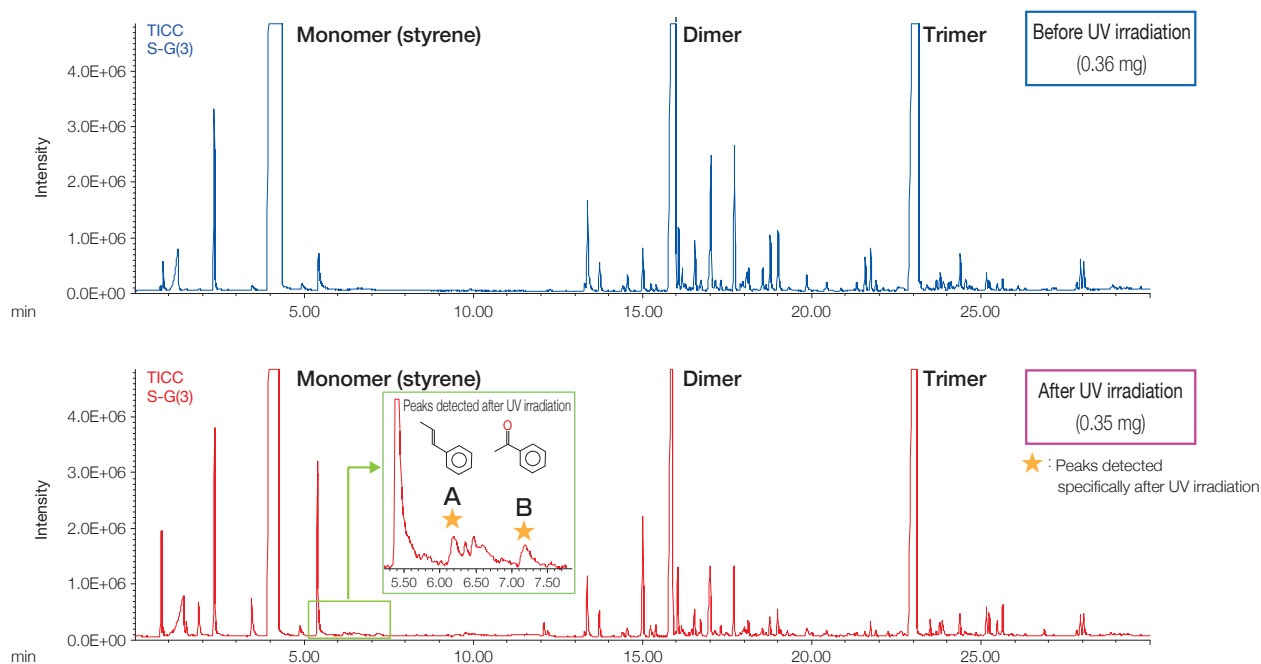 TICC
S-G(3)
Monomer (styrene)
Dimer
Trimer
Before UV irradiation
(0.36 mg)
Intensity
4.0E+06
3.0E+06
2.0E+06
1.0E+06
0.0E+00
min
5.00
10.00
15.00
20.00
25.00
TICC
S-G(3)
Monomer (styrene)
Dimer
Trimer
After UV irradiation
(0.35 mg)
: Peaks detected
specifically after UV irradiation
Peaks detected after UV irradiation
O
A
B
5.50 6.00 6.50 7.00 7.50
Intensity
4.0E+06
3.0E+06
2.0E+06
1.0E+06
0.0E+00
min
5.00
10.00
15.00
20.00
25.00